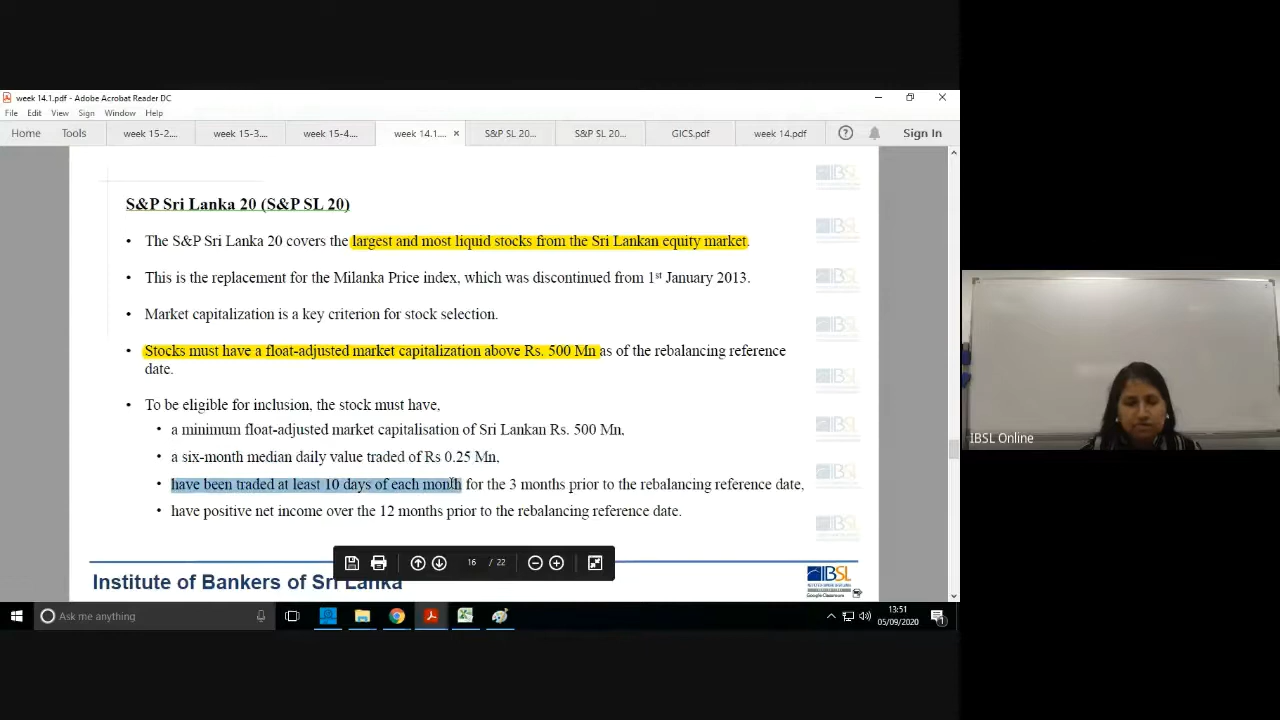 week 14.1.pdf - Adobe Acrobat Reader DC
File Edit View Sign Window Help
Home Tools week 15-2.... week 15-3.... week 15-4.... week 14.1.... × S&P SL 20... S&P SL 20... GICS.pdf week 14.pdf Sign In
S&P Sri Lanka 20 (S&P SL 20)
• The S&P Sri Lanka 20 covers the largest and most liquid stocks from the Sri Lankan equity market.
• This is the replacement for the Milanka Price index, which was discontinued from 1st January 2013.
• Market capitalization is a key criterion for stock selection.
• Stocks must have a float-adjusted market capitalization above Rs. 500 Mn as of the rebalancing reference
date.
• To be eligible for inclusion, the stock must have,
• a minimum float-adjusted market capitalisation of Sri Lankan Rs. 500 Mn,
• a six-month median daily value traded of Rs 0.25 Mn,
• have been traded at least 10 days of each month for the 3 months prior to the rebalancing reference date,
• have positive net income over the 12 months prior to the rebalancing reference date.
16 / 22
Institute of Bankers of Sri Lanka
IBSL
Google Classroom
Ask me anything
13:51
05/09/2020
IBSL Online